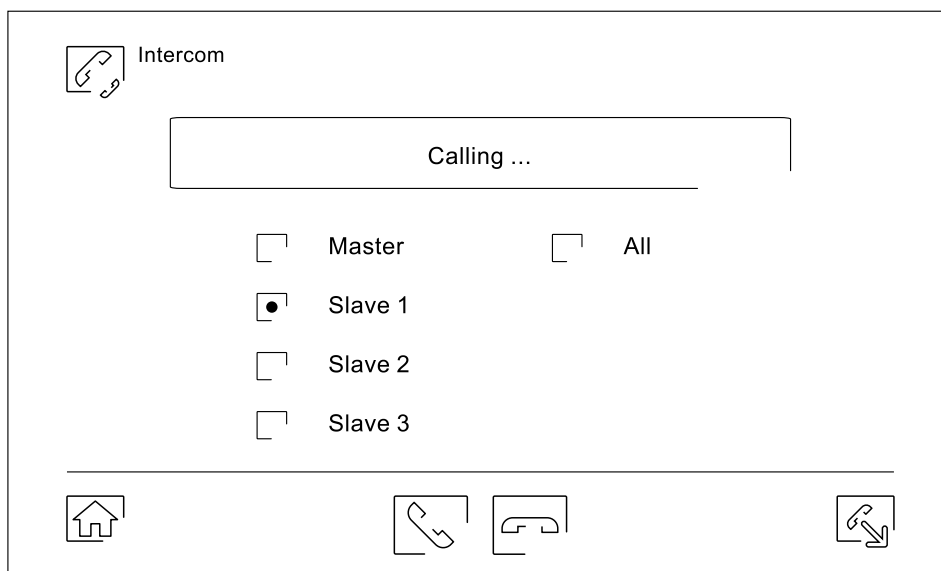 Intercom
Calling ...
Master
All
Slave 1
Slave 2
Slave 3